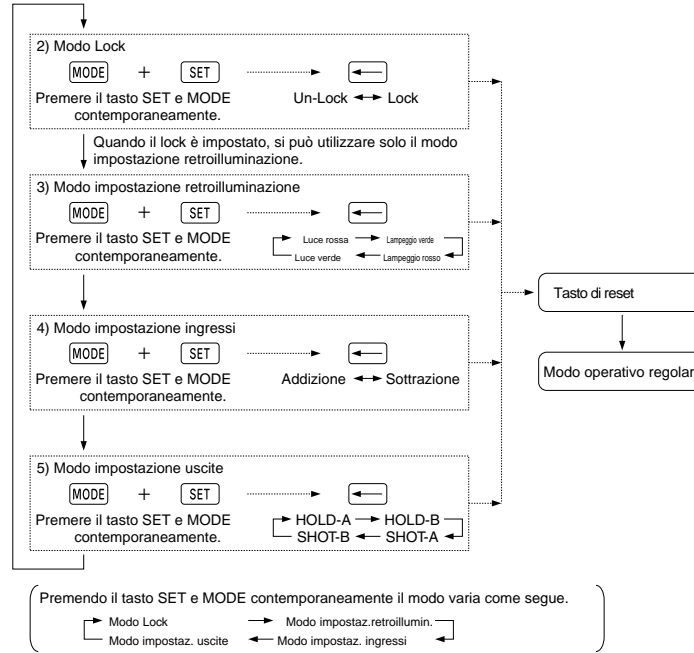 2) Modo Lock
MODE + SET ←
Premere il tasto SET e MODE contemporaneamente.
Un-Lock ↔ Lock
Quando il lock è impostato, si può utilizzare solo il modo
impostazione retroilluminazione.
3) Modo impostazione retroilluminazione
MODE + SET ←
Premere il tasto SET e MODE
contemporaneamente.
Luce rossa → Lampeggio verde
Luce verde ← Lampeggio rosso
4) Modo impostazione ingressi
MODE + SET ←
Premere il tasto SET e MODE
contemporaneamente.
Addizione ↔ Sottrazione
5) Modo impostazione uscite
MODE + SET ←
Premere il tasto SET e MODE
contemporaneamente.
HOLD-A → HOLD-B
SHOT-B ← SHOT-A
Tasto di reset
Modo operativo regolar
Premendo il tasto SET e MODE contemporaneamente il modo varia come segue.
Modo Lock → Modo impostaz.retroillumin.
Modo impostaz. uscite ← Modo impostaz. ingressi